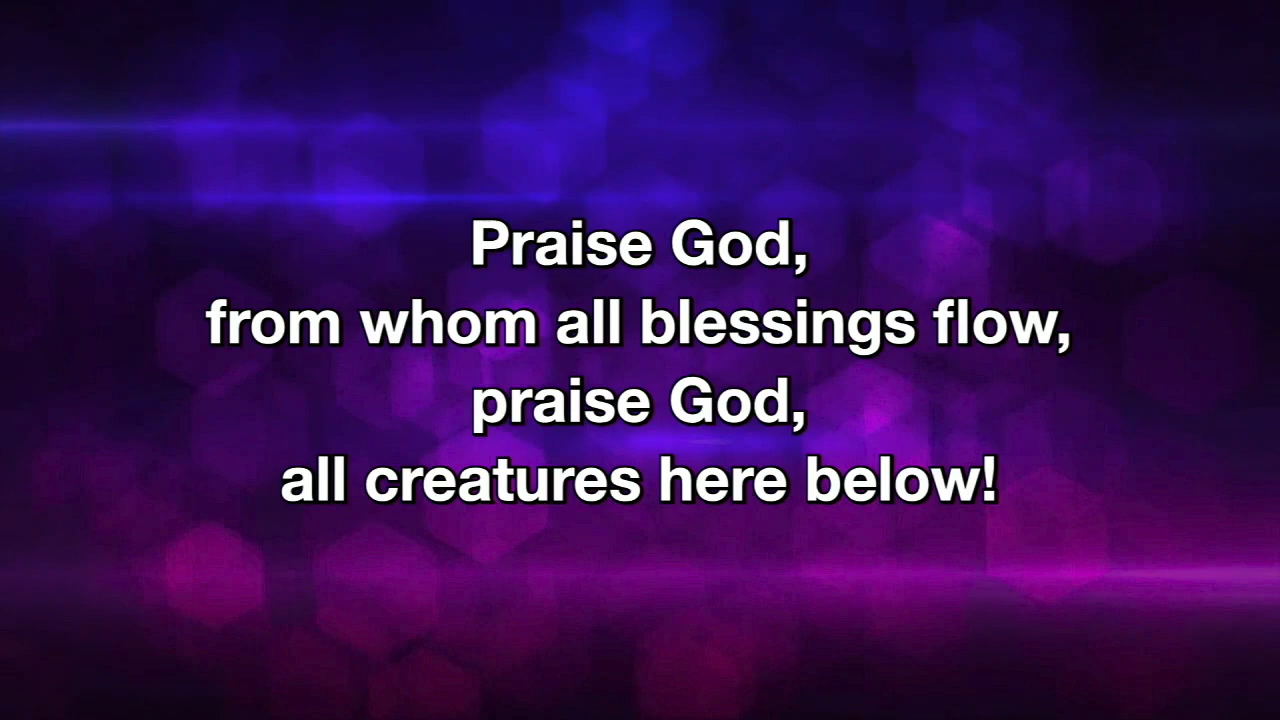 Praise God,
from whom all blessings flow,
praise God,
all creatures here below!